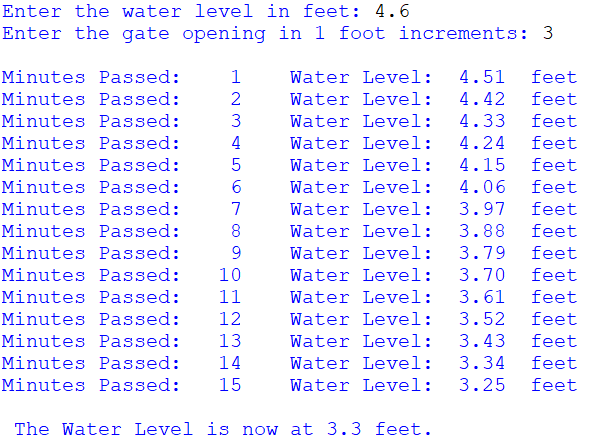 Enter the water level in feet: 4.6
Enter the gate opening in 1 foot increments: 3
Minutes Passed:    1    Water Level:  4.51  feet
Minutes Passed:    2    Water Level:  4.42  feet
Minutes Passed:    3    Water Level:  4.33  feet
Minutes Passed:    4    Water Level:  4.24  feet
Minutes Passed:    5    Water Level:  4.15  feet
Minutes Passed:    6    Water Level:  4.06  feet
Minutes Passed:    7    Water Level:  3.97  feet
Minutes Passed:    8    Water Level:  3.88  feet
Minutes Passed:    9    Water Level:  3.79  feet
Minutes Passed:   10    Water Level:  3.70  feet
Minutes Passed:   11    Water Level:  3.61  feet
Minutes Passed:   12    Water Level:  3.52  feet
Minutes Passed:   13    Water Level:  3.43  feet
Minutes Passed:   14    Water Level:  3.34  feet
Minutes Passed:   15    Water Level:  3.25  feet
The Water Level is now at 3.3 feet.